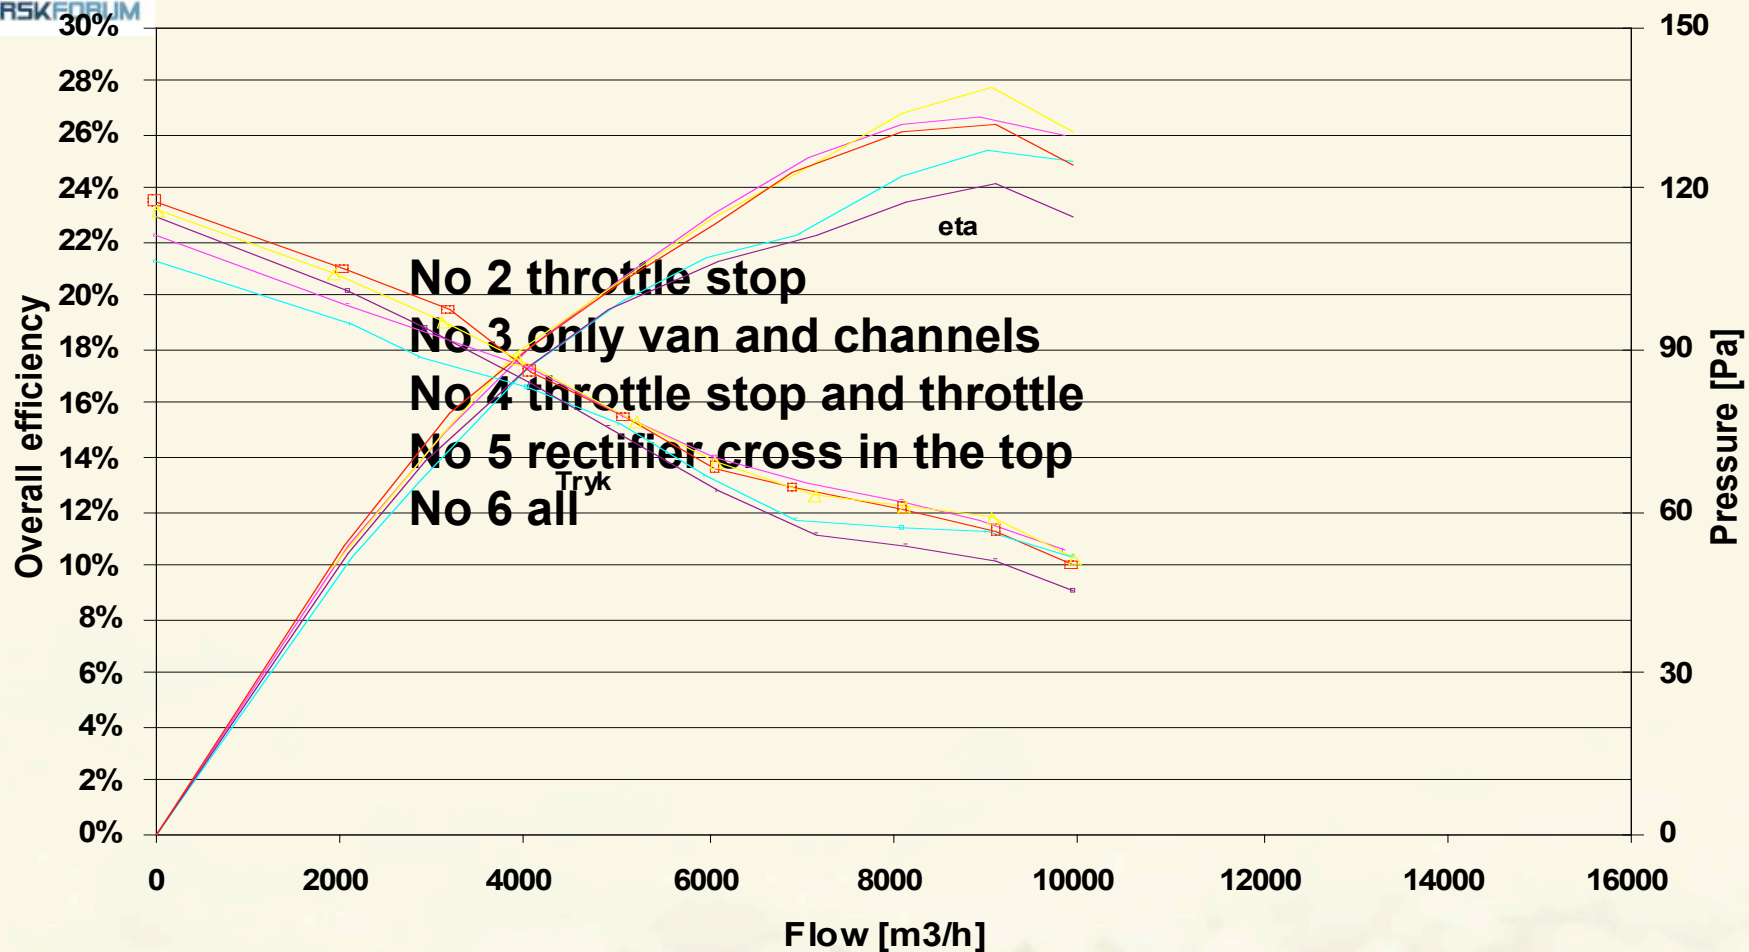 RSKFORUM
30%
28%
26%
24%
22%
20%
18%
16%
14%
12%
10%
8%
6%
4%
2%
0%
Overall efficiency
150
120
90
60
30
0
Pressure [Pa]
eta
No 2 throttle stop
No 3 only van and channels
No 4 throttle stop and throttle
No 5 rectifier cross in the top
Tryk
No 6 all
0 2000 4000 6000 8000 10000 12000 14000 16000
Flow [m3/h]